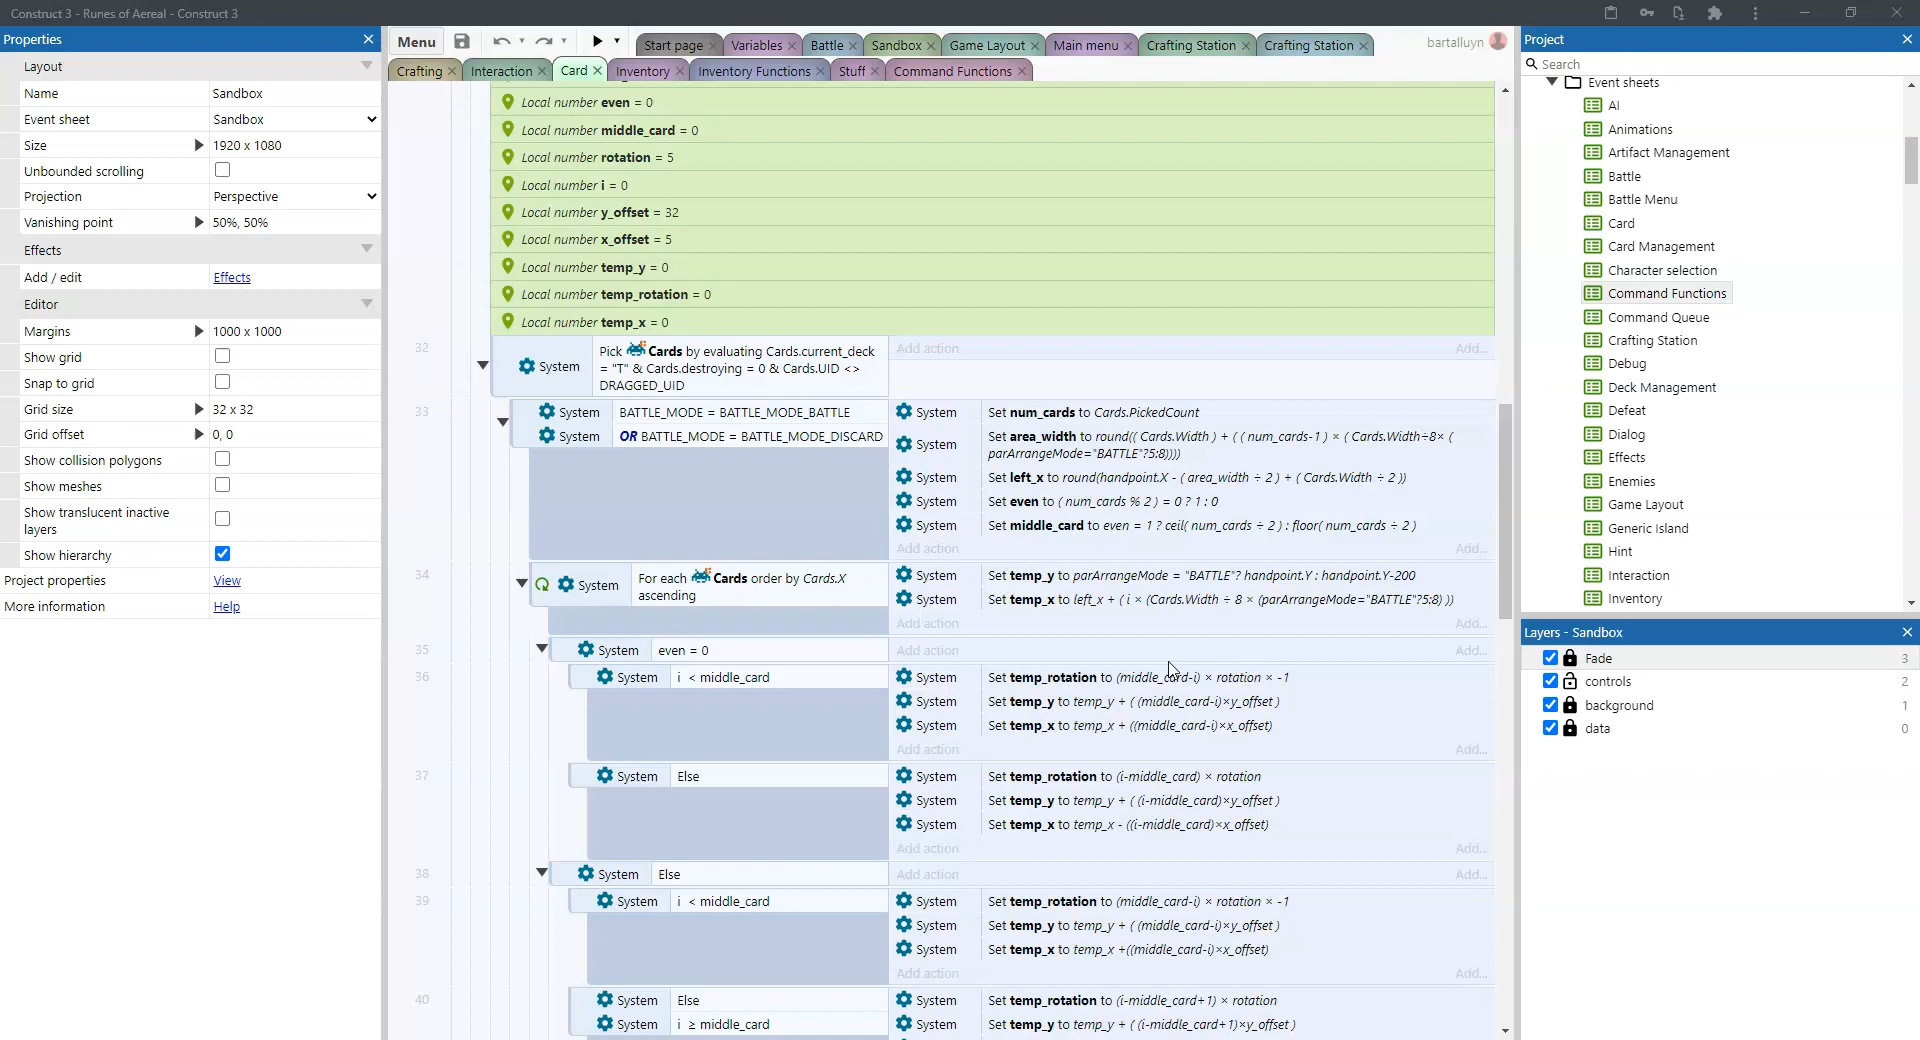 Construct 3 - Runes of Aereal - Construct 3
Properties
Layout
Name Sandbox
Event sheet Sandbox
Size 1920 x 1080
Unbounded scrolling
Projection Perspective
Vanishing point 50%, 50%
Effects
Add / edit Effects
Editor
Margins 1000 x 1000
Show grid
Snap to grid
Grid size 32 x 32
Grid offset 0, 0
Show collision polygons
Show meshes
Show translucent inactive
layers
Show hierarchy
Project properties View
More information Help
Menu
Start page Variables Battle Sandbox Game Layout Main menu Crafting Station Crafting Station
bartalluyn
Crafting Interaction Card Inventory Inventory Functions Stuff Command Functions
Local number even = 0
Local number middle_card = 0
Local number rotation = 5
Local number i = 0
Local number y_offset = 32
Local number x_offset = 5
Local number temp_y = 0
Local number temp_rotation = 0
Local number temp_x = 0
32 System Pick Cards by evaluating Cards.current_deck
= "T" & Cards.destroying = 0 & Cards.UID <>
DRAGGED_UID
Add action Add...
33 System BATTLE_MODE = BATTLE_MODE_BATTLE
System OR BATTLE_MODE = BATTLE_MODE_DISCARD
System Set num_cards to Cards.PickedCount
System Set area_width to round(( Cards.Width ) + ( ( num_cards-1 ) × ( Cards.Width÷8× (
parArrangeMode="BATTLE"?5:8))))
System Set left_x to round(handpoint.X - ( area_width ÷ 2 ) + ( Cards.Width ÷ 2 ))
System Set even to ( num_cards % 2 ) = 0 ? 1 : 0
System Set middle_card to even = 1 ? ceil( num_cards ÷ 2 ) : floor( num_cards ÷ 2 )
Add action Add...
34 System For each Cards order by Cards.X
ascending
System Set temp_y to parArrangeMode = "BATTLE"? handpoint.Y : handpoint.Y-200
System Set temp_x to left_x + ( i × (Cards.Width ÷ 8 × (parArrangeMode="BATTLE"?5:8) ))
Add action Add...
35 System even = 0
Add action Add...
36 System i < middle_card
System Set temp_rotation to (middle_card-i) × rotation × -1
System Set temp_y to temp_y + ( (middle_card-i)×y_offset )
System Set temp_x to temp_x + ((middle_card-i)×x_offset)
Add action Add...
37 System Else
System Set temp_rotation to (i-middle_card) × rotation
System Set temp_y to temp_y + ( (i-middle_card)×y_offset )
System Set temp_x to temp_x - ((i-middle_card)×x_offset)
Add action Add...
38 System Else
Add action Add...
39 System i < middle_card
System Set temp_rotation to (middle_card-i) × rotation × -1
System Set temp_y to temp_y + ( (middle_card-i)×y_offset )
System Set temp_x to temp_x +((middle_card-i)×x_offset)
Add action Add...
40 System Else
System i ≥ middle_card
System Set temp_rotation to (i-middle_card+1) × rotation
System Set temp_y to temp_y + ( (i-middle_card+1)×y_offset )
Project
Search
Event sheets
AI
Animations
Artifact Management
Battle
Battle Menu
Card
Card Management
Character selection
Command Functions
Command Queue
Crafting Station
Debug
Deck Management
Defeat
Dialog
Effects
Enemies
Game Layout
Generic Island
Hint
Interaction
Inventory
Layers - Sandbox
Fade 3
controls 2
background 1
data 0